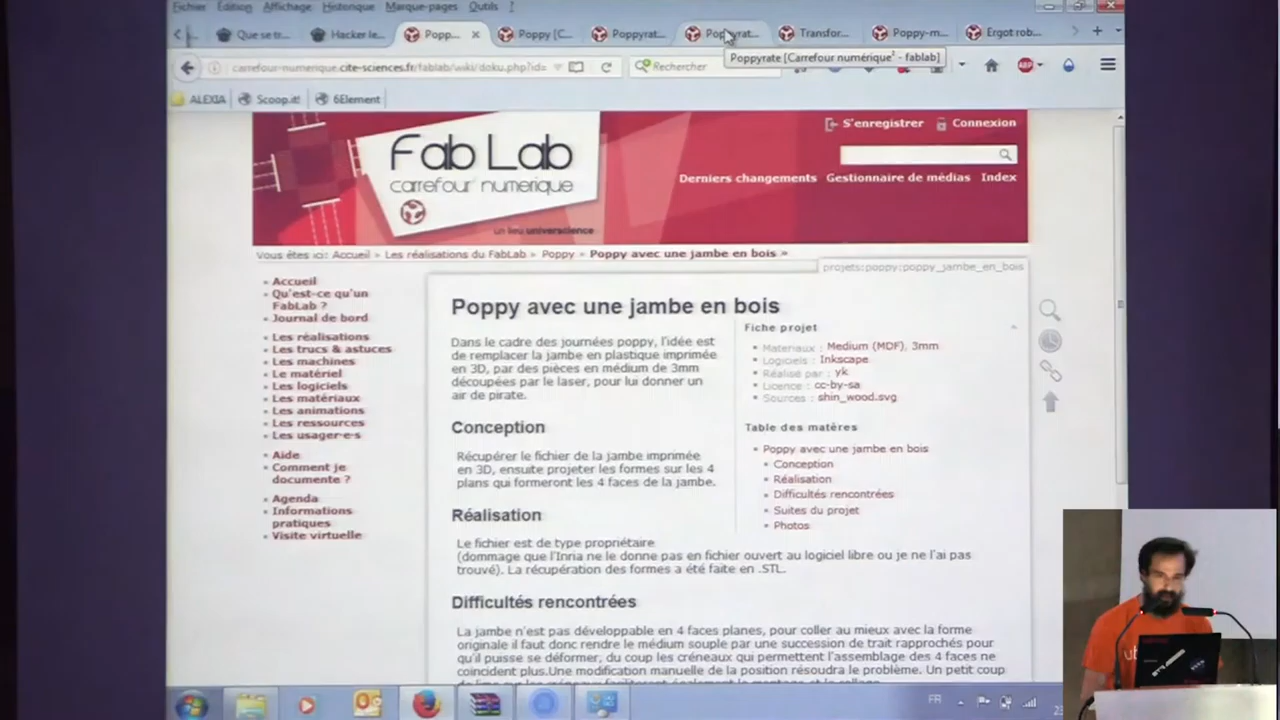 Fichier Édition Affichage Historique Marque-pages Outils ?
Que se tr... Hacker le... Popp... Poppy [C... Poppyrat... Poppyrat... Transfor... Poppy-m... Ergot rob...
Poppyrate [Carrefour numérique² - fablab]
carrefour-numerique.cite-sciences.fr/fablab/wiki/doku.php?id= Rechercher ABP
ALEXIA Scoop.it! 6Element
Fab Lab
carrefour numérique
un lieu universcience
S'enregistrer Connexion
Derniers changements Gestionnaire de médias Index
Vous êtes ici: Accueil » Les réalisations du FabLab » Poppy » Poppy avec une jambe en bois »
projets:poppy:poppy_jambe_en_bois
Accueil
Qu'est-ce qu'un
FabLab ?
Journal de bord
Les réalisations
Les trucs & astuces
Les machines
Le matériel
Les logiciels
Les matériaux
Les animations
Les ressources
Les usager·e·s
Aide
Comment je
documente ?
Agenda
Informations
pratiques
Visite virtuelle
Poppy avec une jambe en bois
Dans le cadre des journées poppy, l'idée est
de remplacer la jambe en plastique imprimée
en 3D, par des pièces en médium de 3mm
découpées par le laser, pour lui donner un
air de pirate.
Fiche projet
Materiaux : Medium (MDF), 3mm
Logiciels : Inkscape
Réalisé par : yk
Licence : cc-by-sa
Sources : shin_wood.svg
Table des matères
Poppy avec une jambe en bois
Conception
Réalisation
Difficultés rencontrées
Suites du projet
Photos
Conception
Récupérer le fichier de la jambe imprimée
en 3D, ensuite projeter les formes sur les 4
plans qui formeront les 4 faces de la jambe.
Réalisation
Le fichier est de type propriétaire
(dommage que l'Inria ne le donne pas en fichier ouvert au logiciel libre ou je ne l'ai pas
trouvé). La récupération des formes a été faite en .STL.
Difficultés rencontrées
La jambe n'est pas développable en 4 faces planes, pour coller au mieux avec la forme
originale il faut donc rendre le médium souple par une succession de trait rapprochés pour
qu'il puisse se déformer, du coup les créneaux qui permettent l'assemblage des 4 faces ne
coincident plus.Une modification manuelle de la position résoudra le problème. Un petit coup
FR